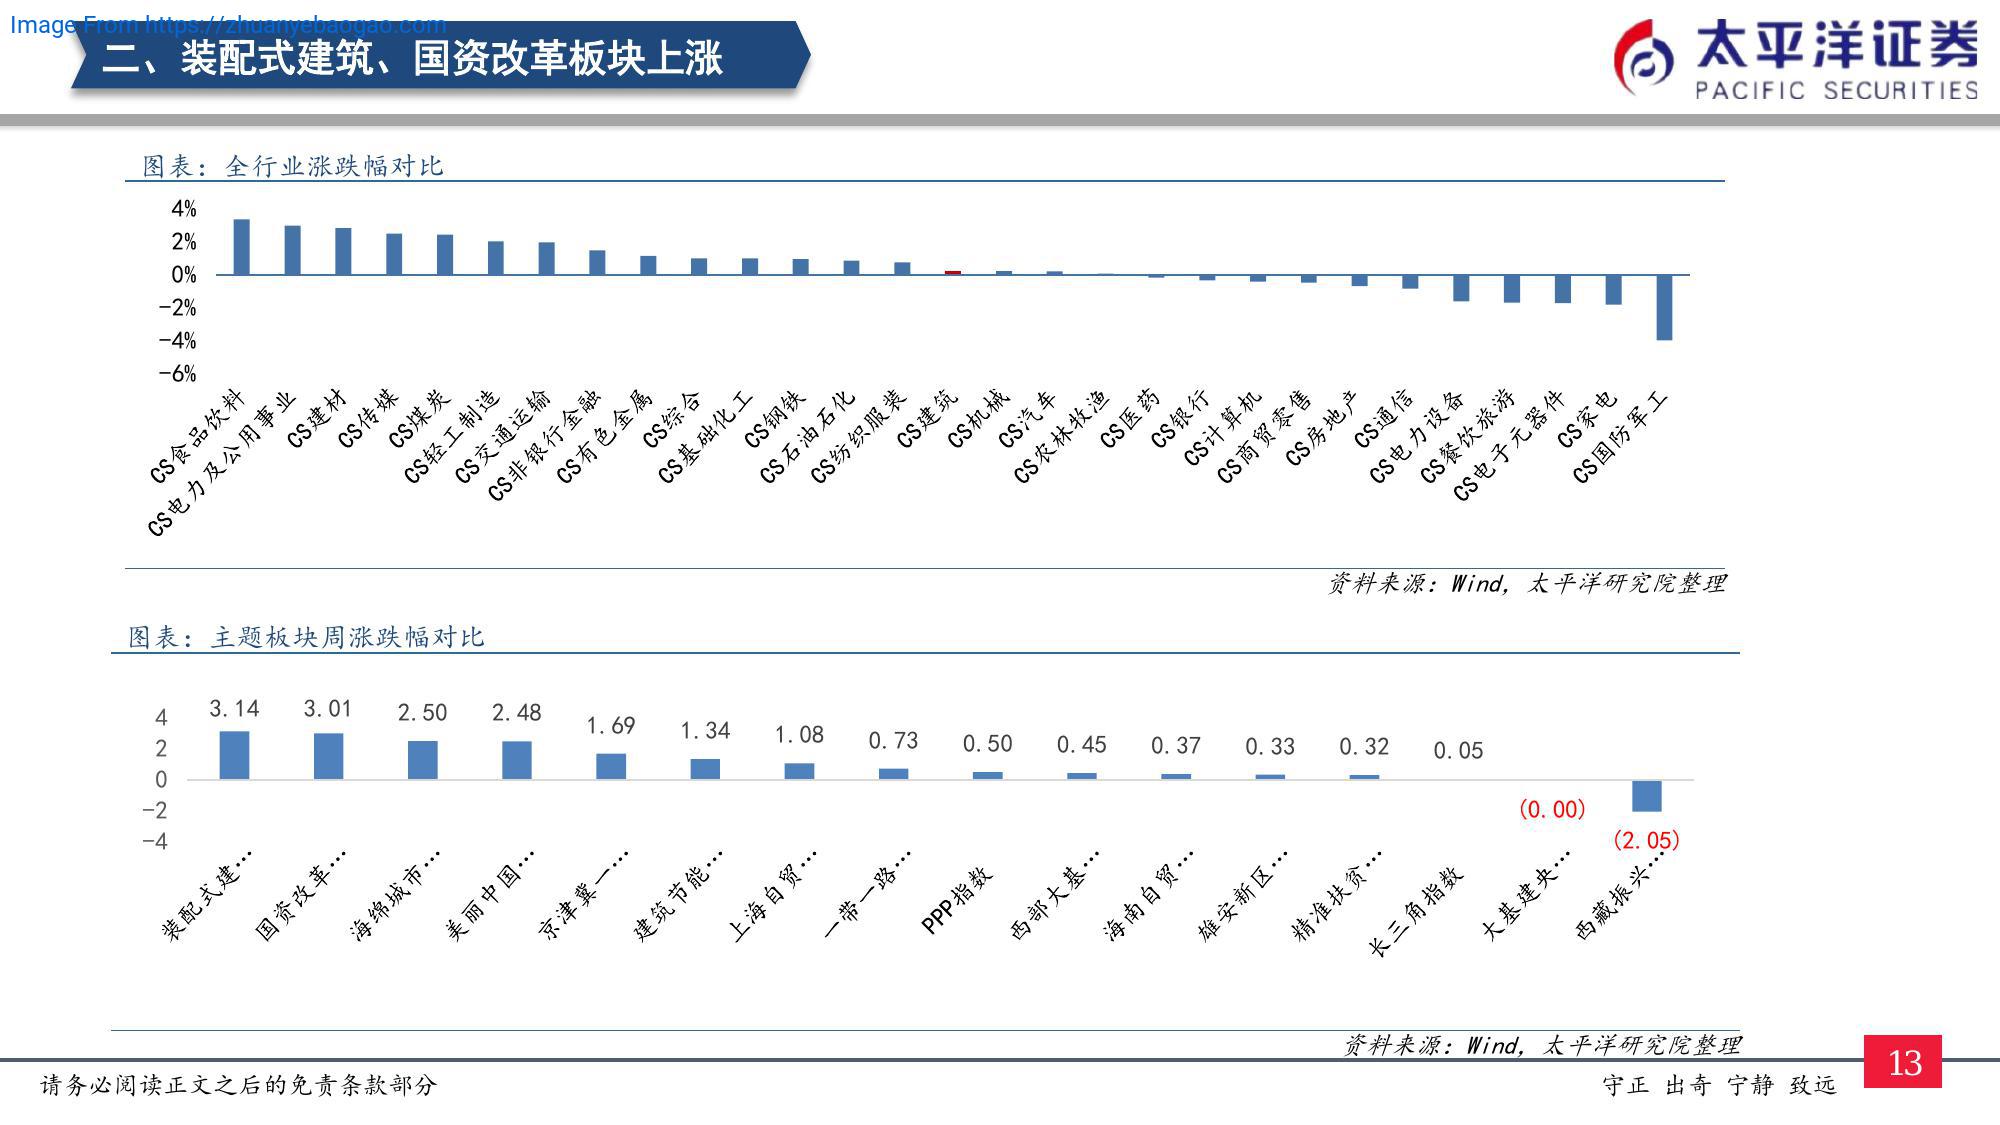 Image From https://zhuanyebaogao.com
二、装配式建筑、国资改革板块上涨
太平洋证券
PACIFIC SECURITIES
图表：全行业涨跌幅对比
4%
2%
0%
-2%
-4%
-6%
CS食品饮料
CS电力及公用事业
CS建材
CS传媒
CS煤炭
CS轻工制造
CS交通运输
CS非银行金融
CS有色金属
CS综合
CS基础化工
CS钢铁
CS石油石化
CS纺织服装
CS建筑
CS机械
CS汽车
CS农林牧渔
CS医药
CS银行
CS计算机
CS商贸零售
CS房地产
CS通信
CS电力设备
CS餐饮旅游
CS电子元器件
CS家电
CS国防军工
资料来源：Wind，太平洋研究院整理
图表：主题板块周涨跌幅对比
4
2
0
-2
-4
3.14
3.01
2.50
2.48
1.69
1.34
1.08
0.73
0.50
0.45
0.37
0.33
0.32
0.05
(0.00)
(2.05)
装配式建…
国资改革…
海绵城市…
美丽中国…
京津冀一…
建筑节能…
上海自贸…
一带一路…
PPP指数
西部大基…
海南自贸…
雄安新区…
精准扶贫…
长三角指数
大基建央…
西藏振兴…
资料来源：Wind，太平洋研究院整理
请务必阅读正文之后的免责条款部分
守正 出奇 宁静 致远
13